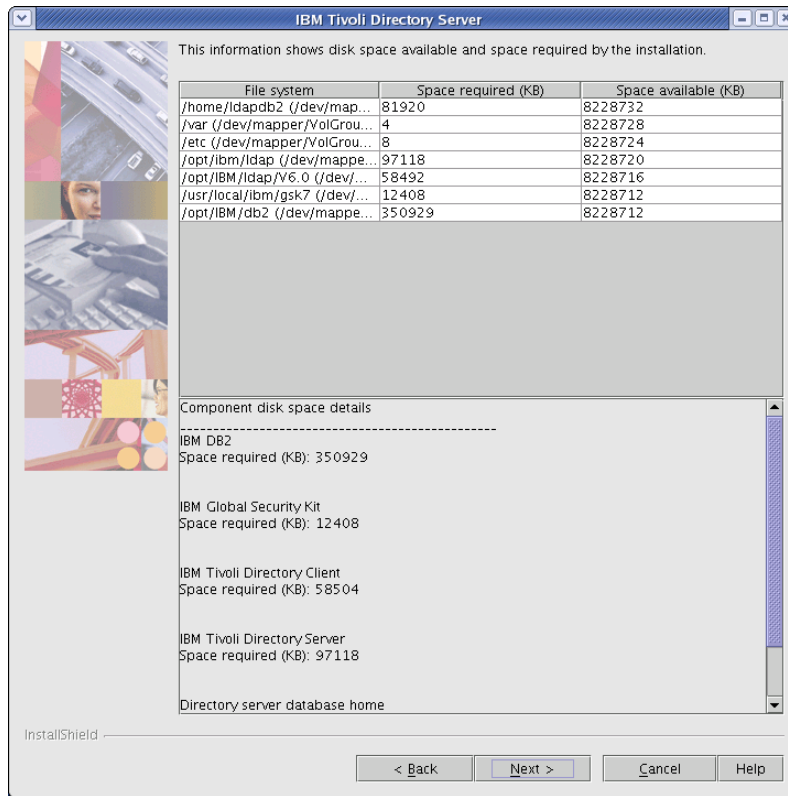 IBM Tivoli Directory Server
This information shows disk space available and space required by the installation.
File system Space required (KB) Space available (KB)
/home/ldapdb2 (/dev/map... 81920 8228732
/var (/dev/mapper/VolGrou... 4 8228728
/etc (/dev/mapper/VolGrou... 8 8228724
/opt/ibm/ldap (/dev/mappe... 97118 8228720
/opt/IBM/ldap/V6.0 (/dev/... 58492 8228716
/usr/local/ibm/gsk7 (/dev/... 12408 8228712
/opt/IBM/db2 (/dev/mappe... 350929 8228712
Component disk space details
------------------------------------------------
IBM DB2
Space required (KB): 350929
IBM Global Security Kit
Space required (KB): 12408
IBM Tivoli Directory Client
Space required (KB): 58504
IBM Tivoli Directory Server
Space required (KB): 97118
Directory server database home
InstallShield
< Back Next > Cancel Help